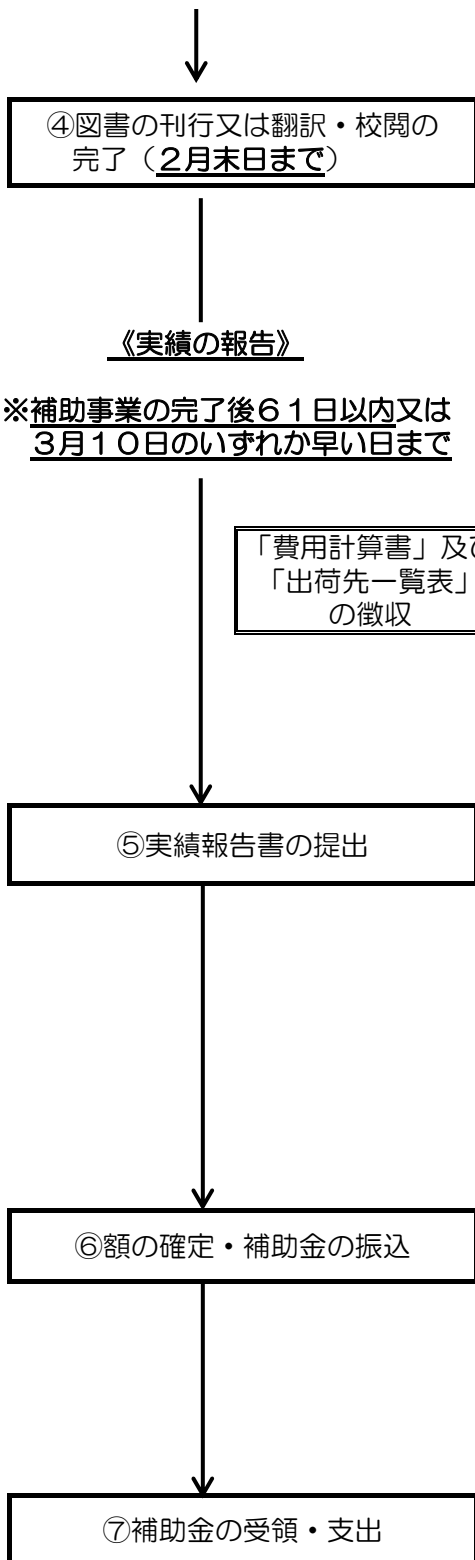 ④図書の刊行又は翻訳・校閲の
完了（２月末日まで）
《実績の報告》
※補助事業の完了後６１日以内又は
３月１０日のいずれか早い日まで
「費用計算書」及び
「出荷先一覧表」
の徴収
⑤実績報告書の提出
⑥額の確定・補助金の振込
⑦補助金の受領・支出